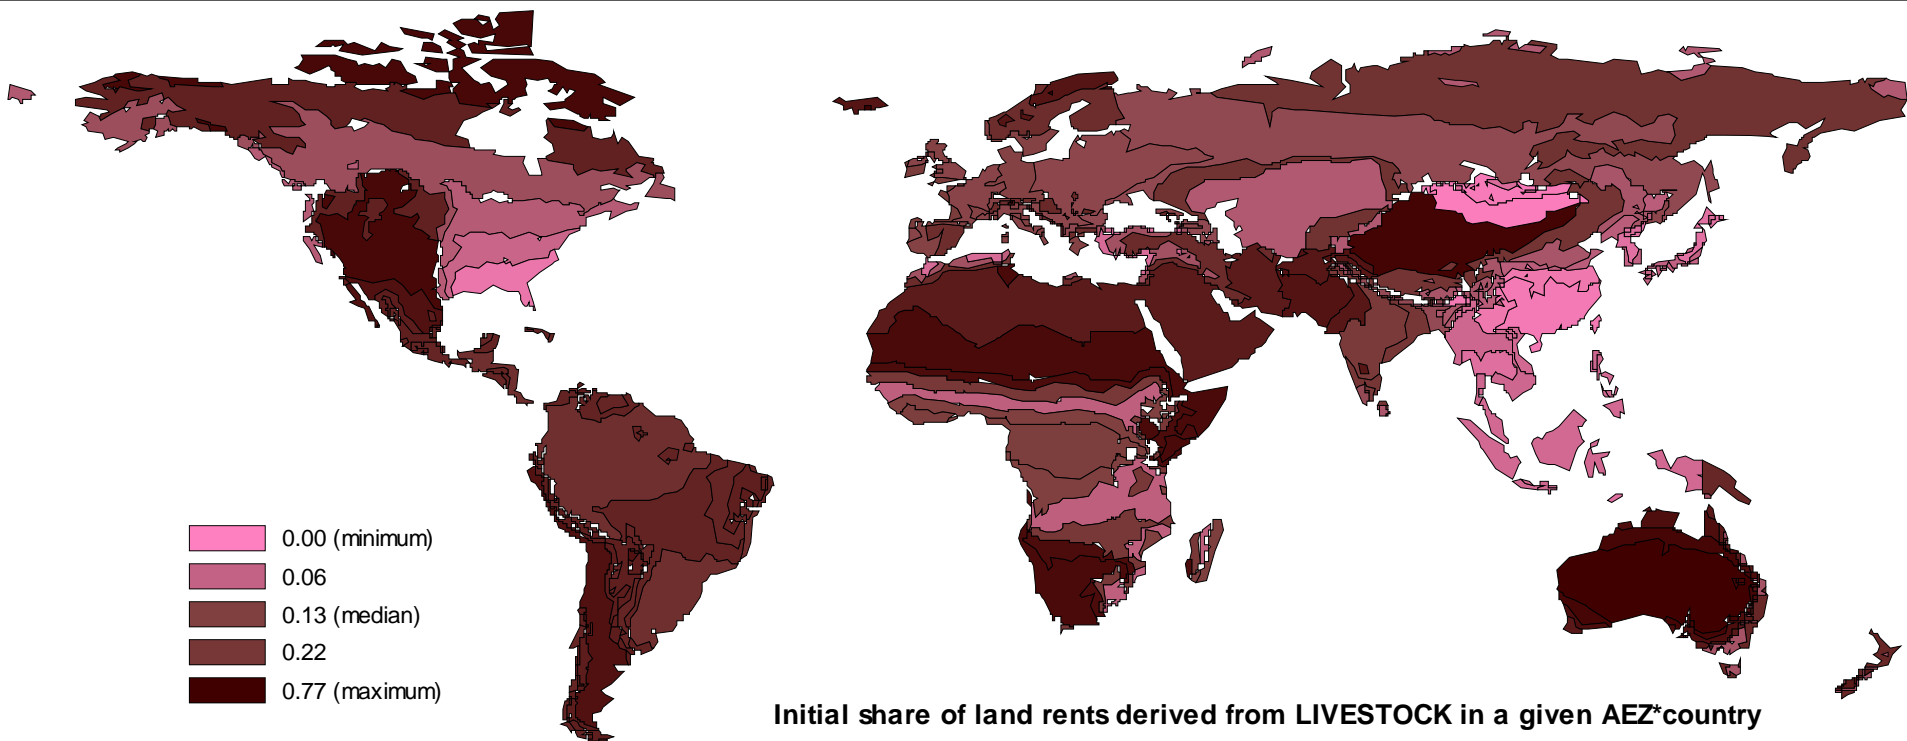 0.00 (minimum)
0.06
0.13 (median)
0.22
0.77 (maximum)
Initial share of land rents derived from LIVESTOCK in a given AEZ*country